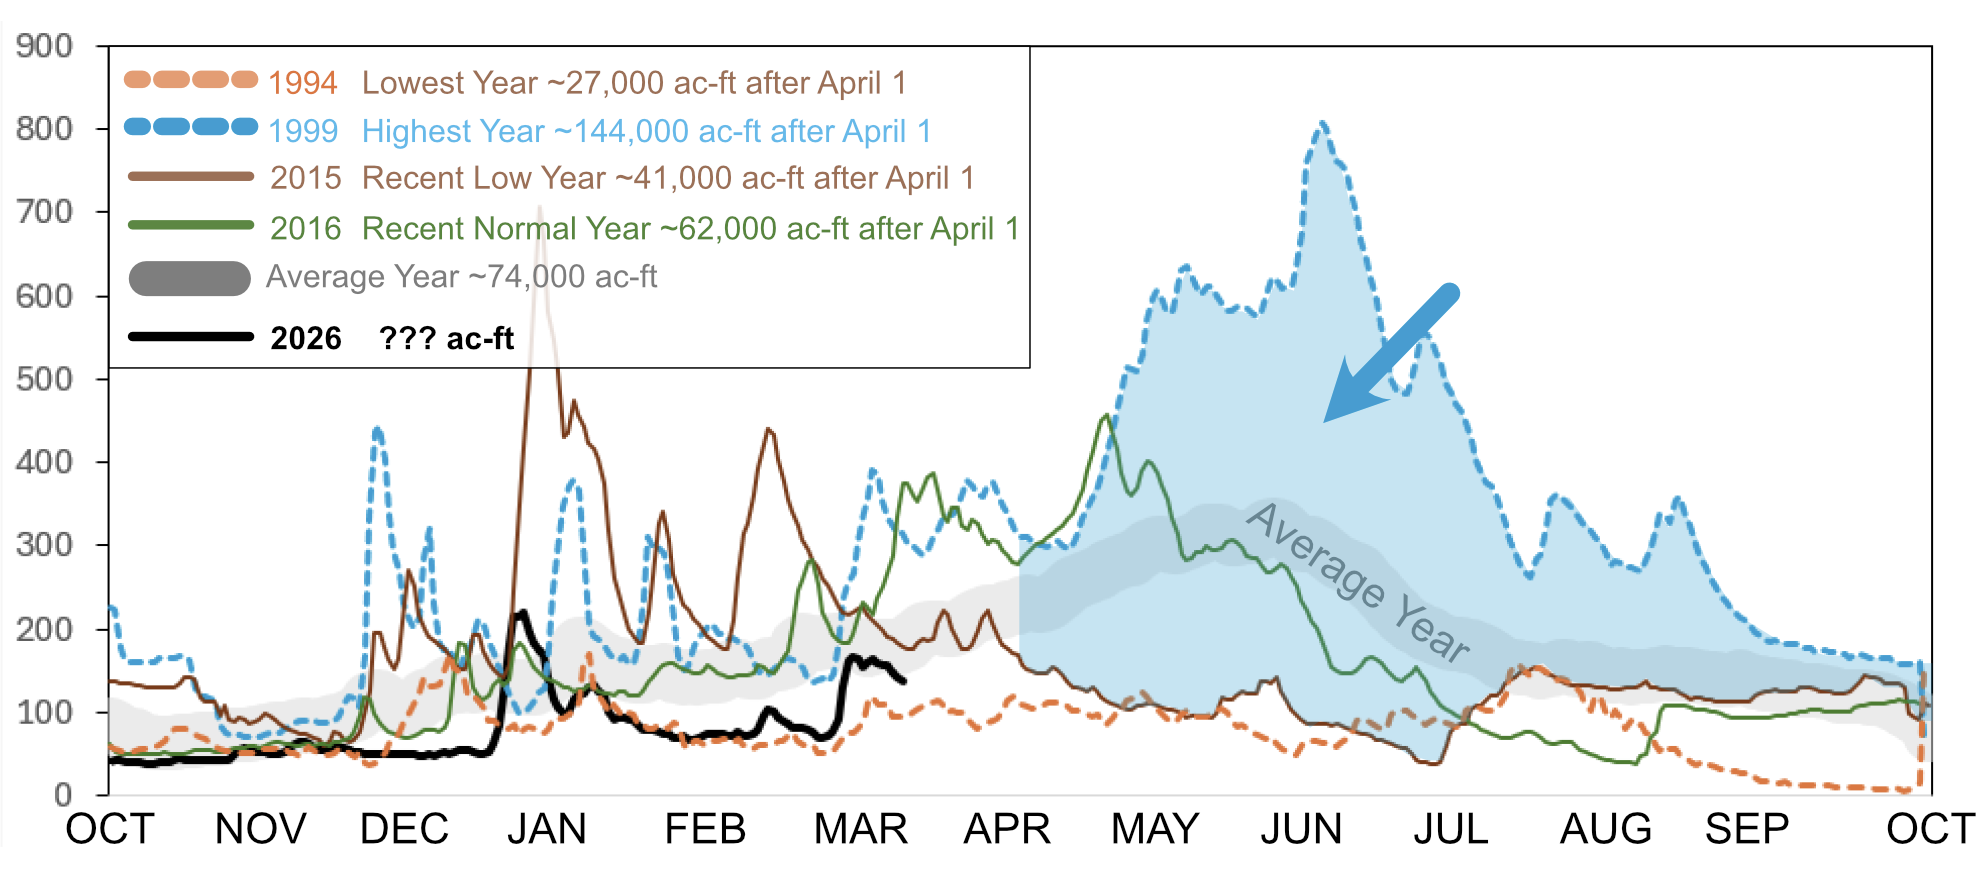 900
800
700
600
500
400
300
200
100
0
1994 Lowest Year ~27,000 ac-ft after April 1
1999 Highest Year ~144,000 ac-ft after April 1
2015 Recent Low Year ~41,000 ac-ft after April 1
2016 Recent Normal Year ~62,000 ac-ft after April 1
Average Year ~74,000 ac-ft
2026 ??? ac-ft
Average Year
OCT NOV DEC JAN FEB MAR APR MAY JUN JUL AUG SEP OCT